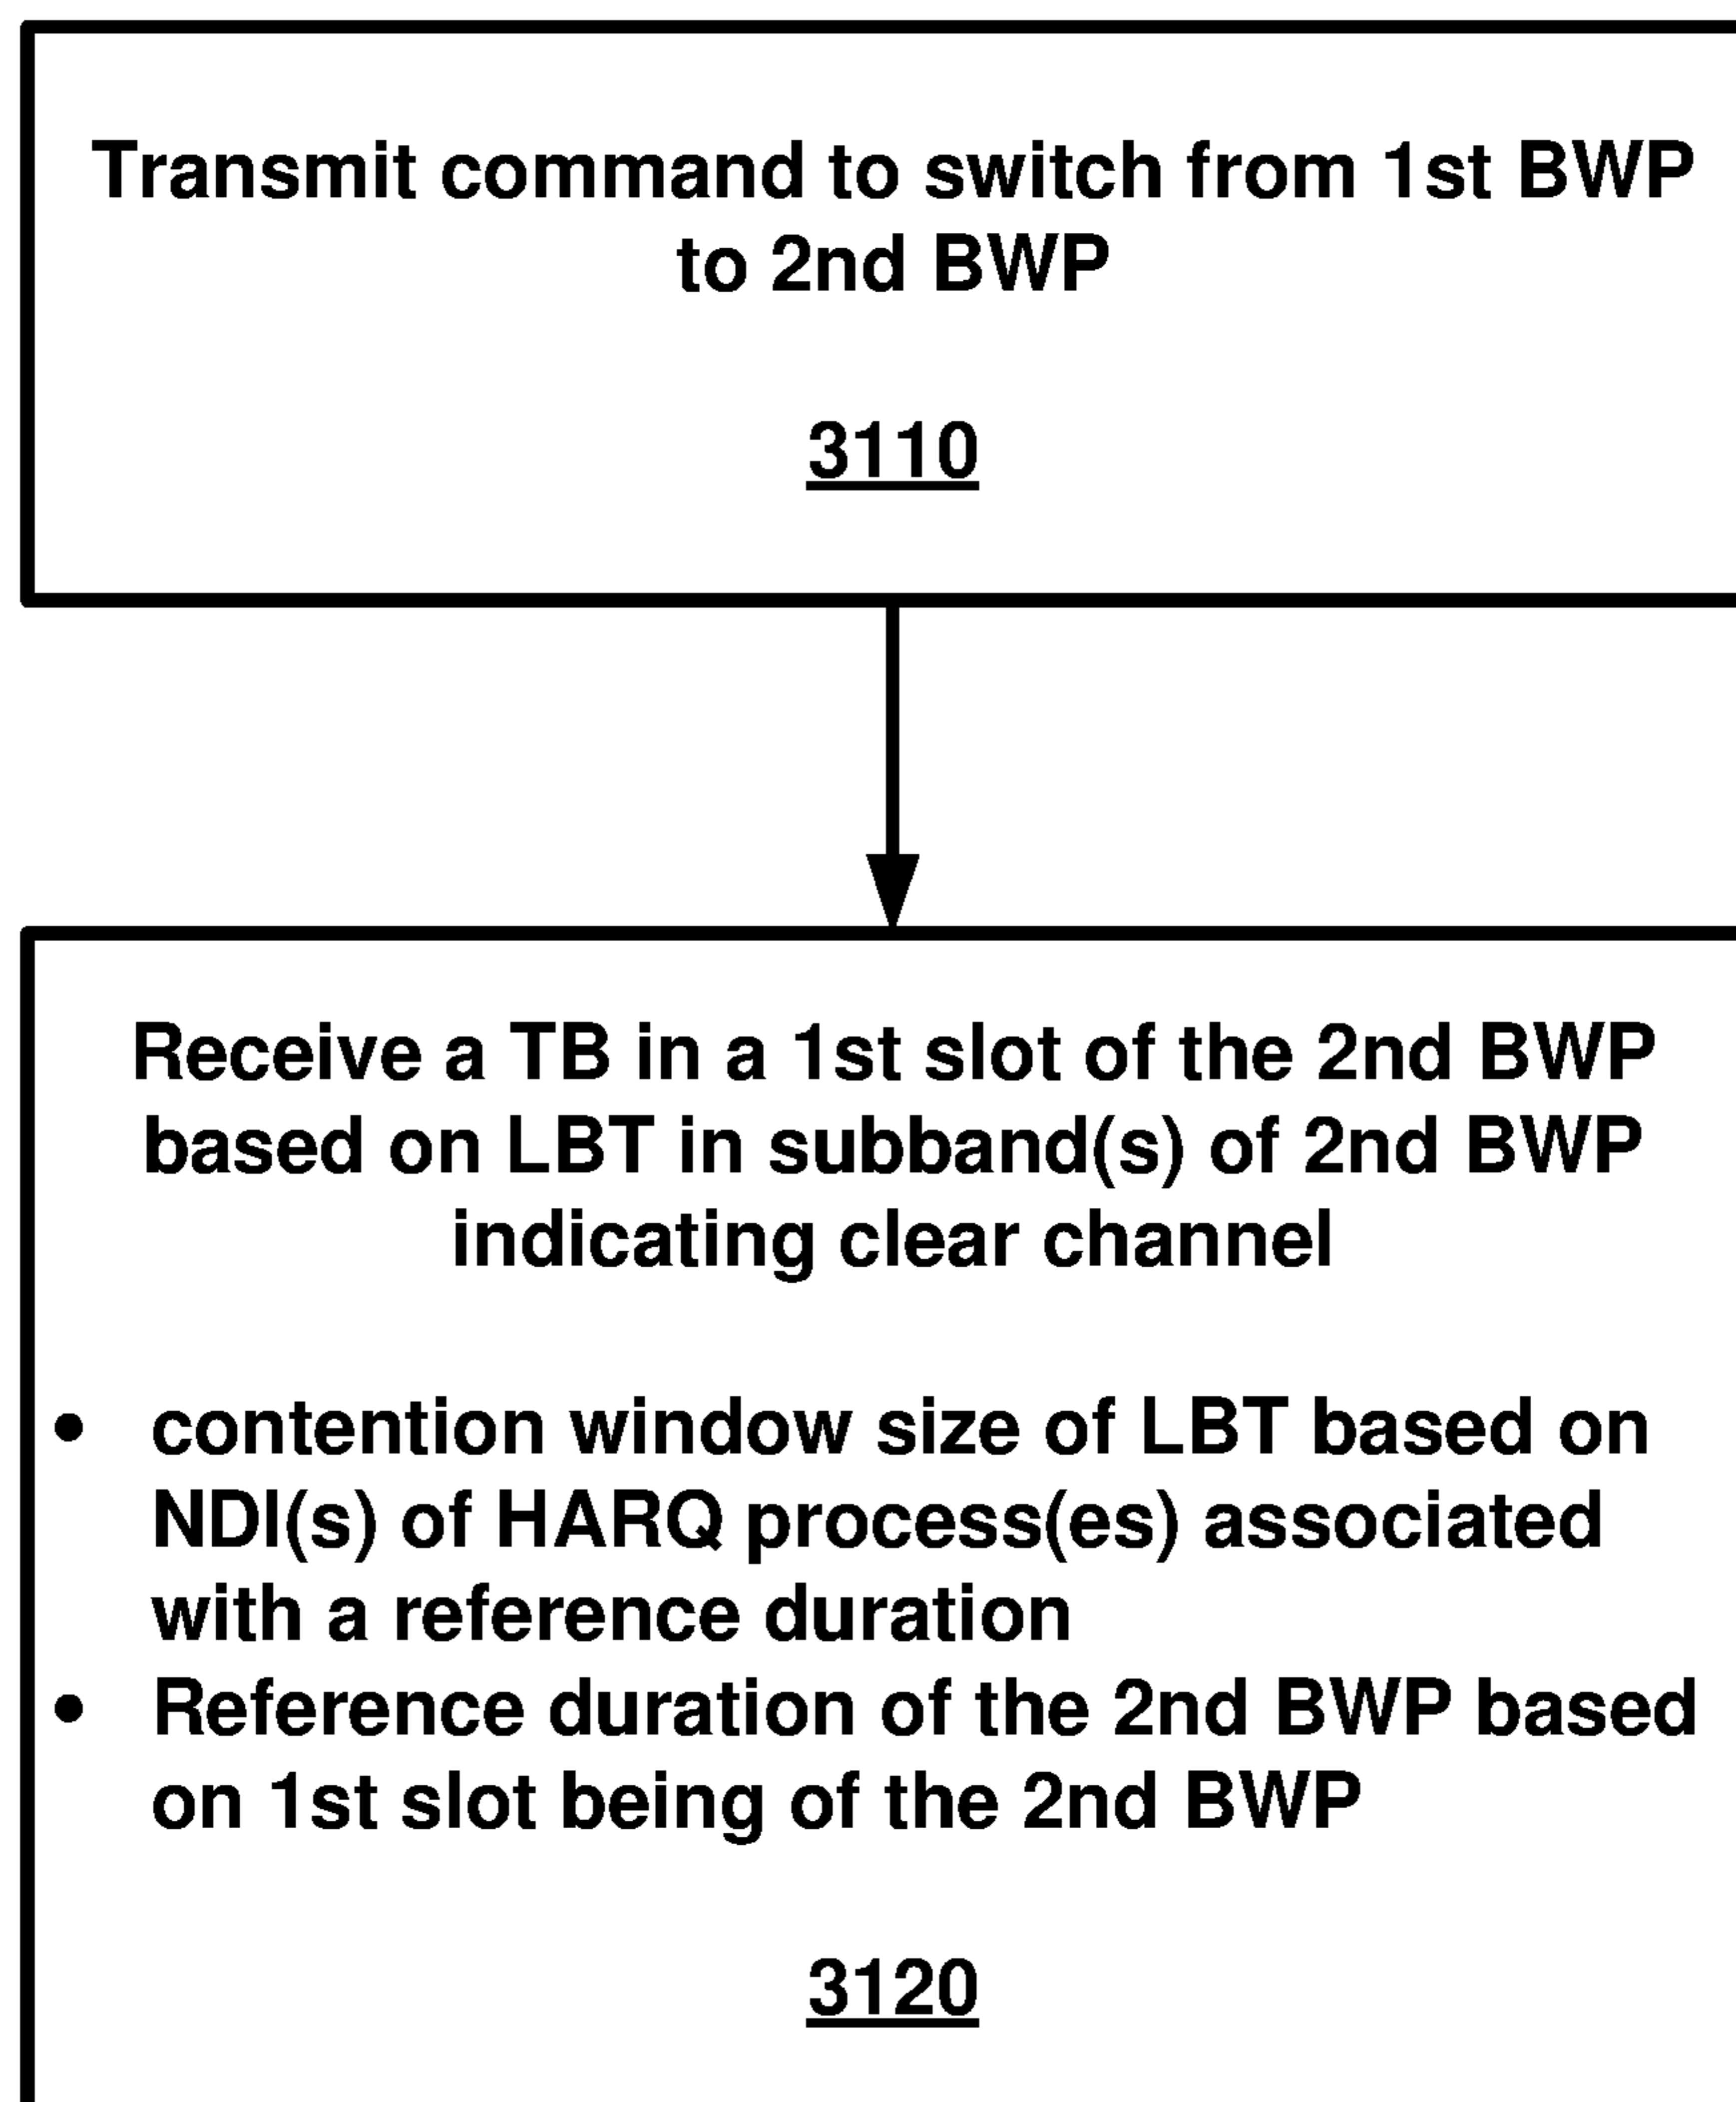 Transmit command to switch from 1st BWP
to 2nd BWP
3110
Receive a TB in a 1st slot of the 2nd BWP
based on LBT in subband(s) of 2nd BWP
indicating clear channel
• contention window size of LBT based on
NDI(s) of HARQ process(es) associated
with a reference duration
• Reference duration of the 2nd BWP based
on 1st slot being of the 2nd BWP
3120